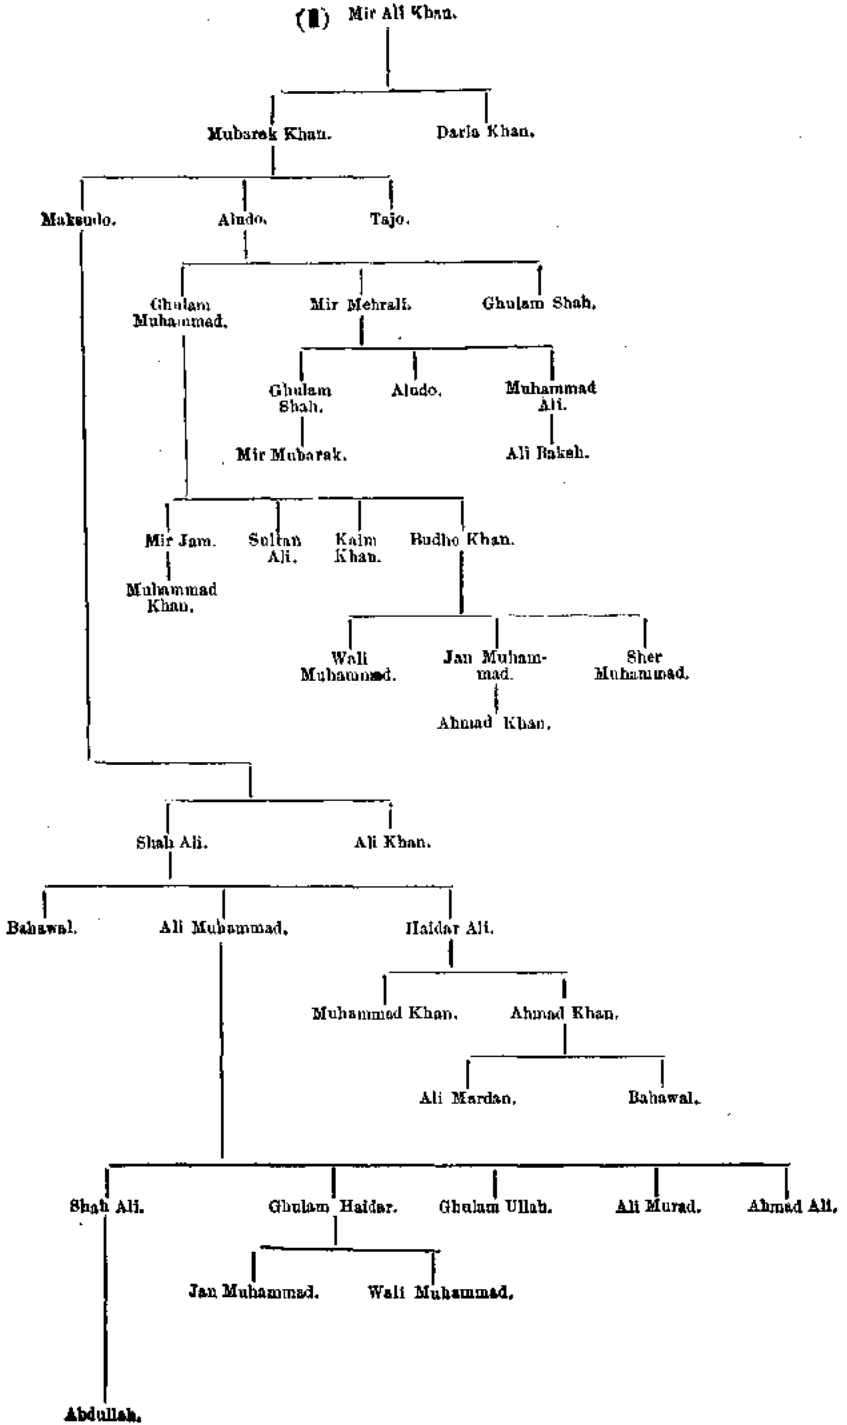 (II) Mir Ali Khan.
Mubarak Khan. Daria Khan.
Maksudo. Aludo. Tajo.
Ghulam Muhammad. Mir Mehrali. Ghulam Shah.
Ghulam Shah. Aludo. Muhammad Ali.
Mir Mubarak. Ali Baksh.
Mir Jam. Sultan Ali. Kaim Khan. Budho Khan.
Muhammad Khan.
Wali Muhammad. Jan Muham-mad. Sher Muhammad.
Ahmad Khan.
Shah Ali. Ali Khan.
Bahawal. Ali Muhammad. Haidar Ali.
Muhammad Khan. Ahmad Khan.
Ali Mardan. Bahawal.
Shah Ali. Ghulam Haidar. Ghulam Ullah. Ali Murad. Ahmad Ali.
Jan Muhammad. Wali Muhammad.
Abdullah.